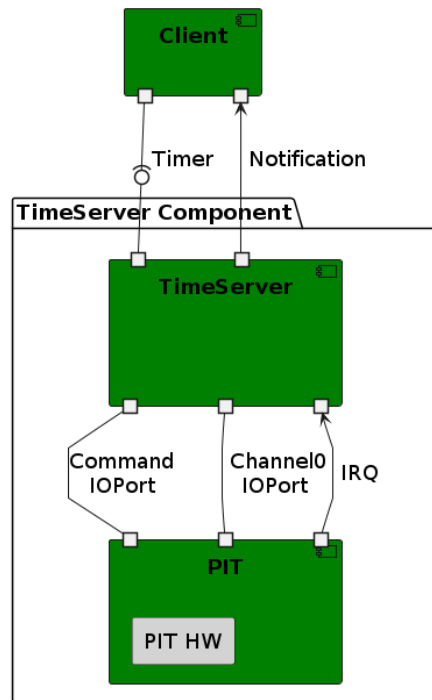 Client
Timer
Notification
TimeServer Component
TimeServer
Command
IOPort
Channel0
IOPort
IRQ
PIT
PIT HW